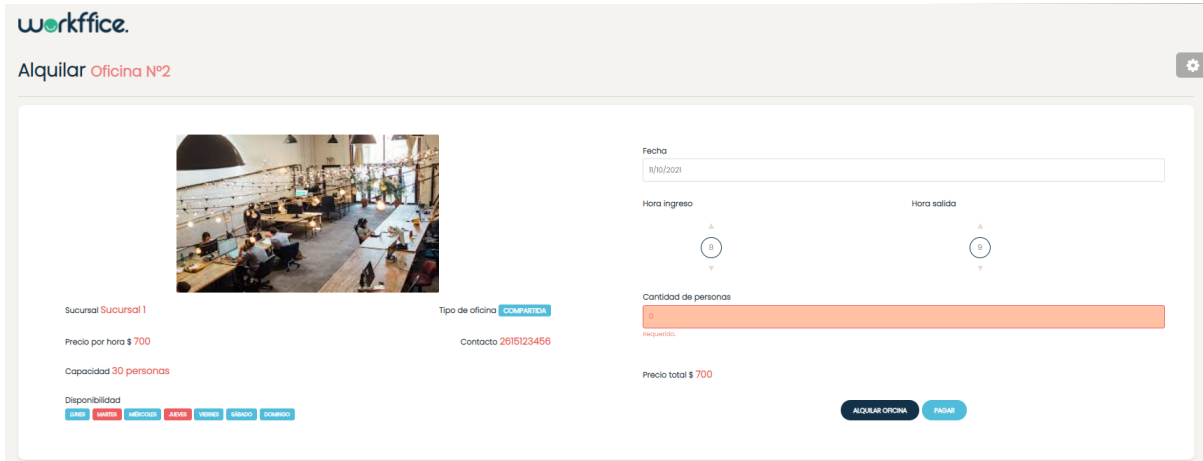 workffice.
Alquilar Oficina Nº2
Sucursal Sucursal 1
Tipo de oficina COMPARTIDA
Precio por hora $ 700
Contacto 2615123456
Capacidad 30 personas
Disponibilidad
LUNES MARTES MIÉRCOLES JUEVES VIERNES SÁBADO DOMINGO
Fecha
11/10/2021
Hora ingreso
Hora salida
8
9
Cantidad de personas
0
Requerido.
Precio total $ 700
ALQUILAR OFICINA PAGAR